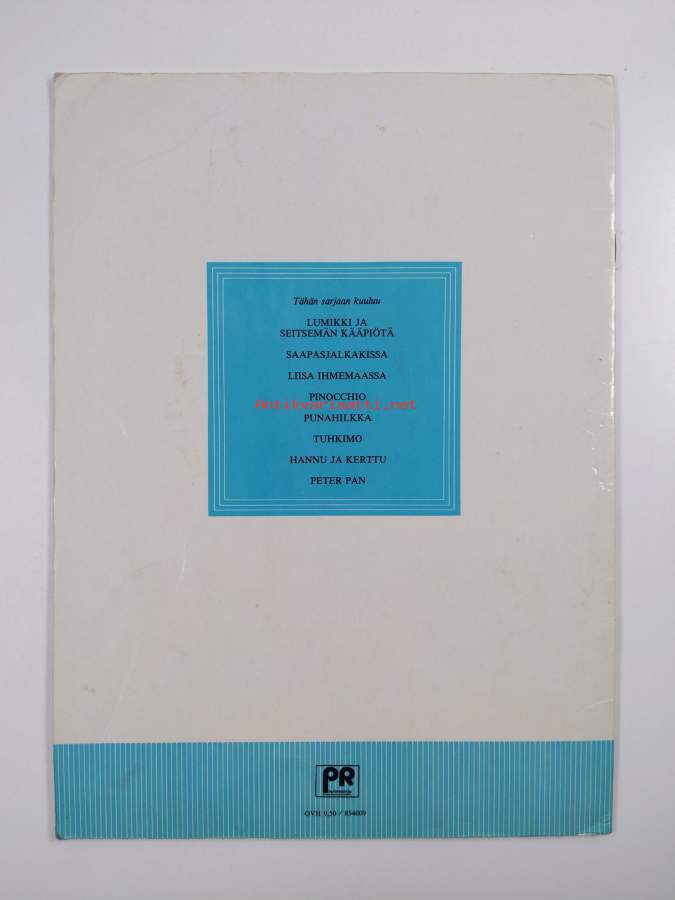 Tähän sarjaan kuuluu
LUMIKKI JA
SEITSEMÄN KÄÄPIÖTÄ
SAAPASJALKAKISSA
LIISA IHMEMAASSA
PINOCCHIO
Antikvariaatti.net
PUNAHILKKA
TUHKIMO
HANNU JA KERTTU
PETER PAN
PR
OVH 9,50 / 854009